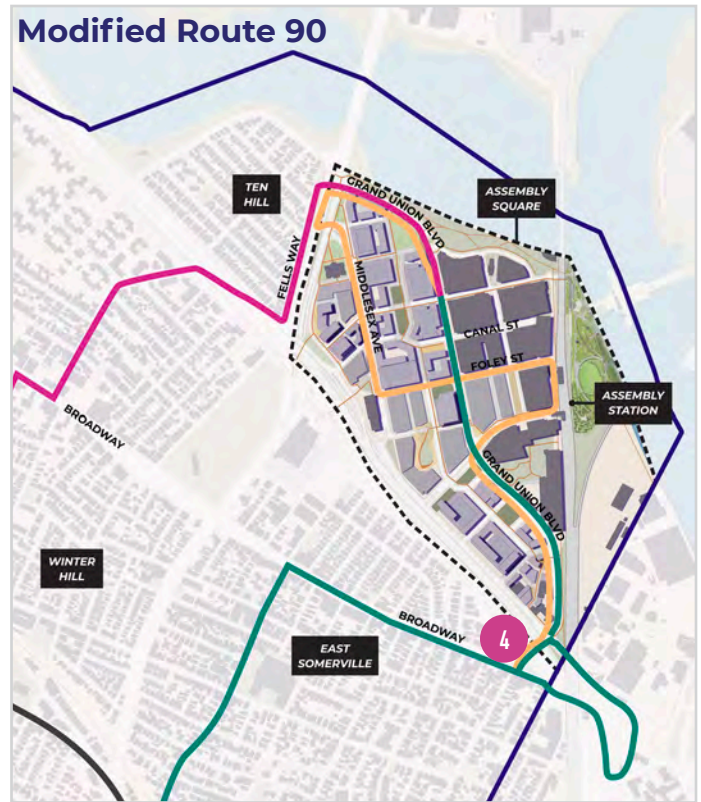 Modified Route 90
TEN
HILL
GRAND UNION BLVD
ASSEMBLY
SQUARE
FELLS WAY
MIDDLESEX AVE
CANAL ST
FOLEY ST
ASSEMBLY
STATION
BROADWAY
GRAND UNION BLVD
WINTER
HILL
BROADWAY
4
EAST
SOMERVILLE